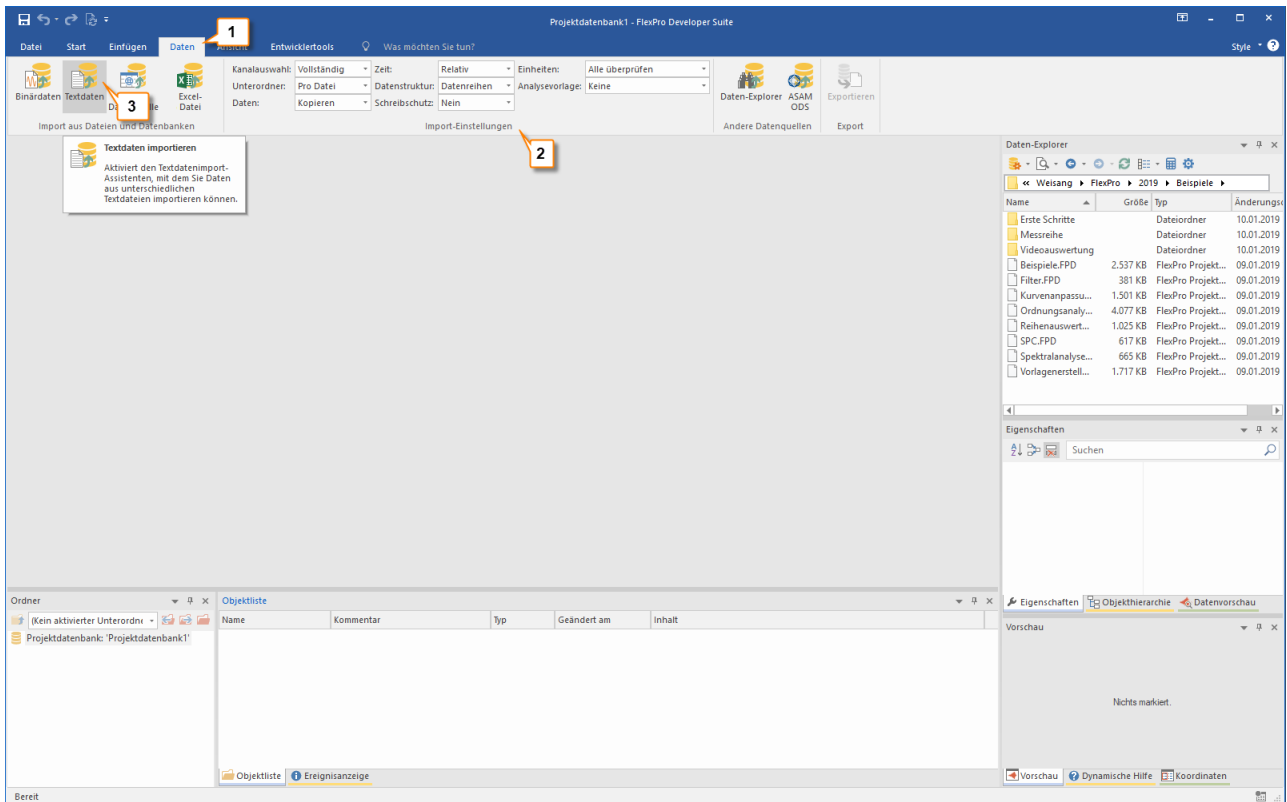 Projektdatenbank1 - FlexPro Developer Suite
Datei Start Einfügen Daten Ansicht Entwicklertools Was möchten Sie tun? Style
1
Kanalauswahl: Vollständig Zeit: Relativ Einheiten: Alle überprüfen
Unterordner: Pro Datei Datenstruktur: Datenreihen Analysevorlage: Keine
Daten: Kopieren Schreibschutz: Nein
Binärdaten Textdaten Excel-
Datei
Daten-Explorer ASAM
ODS
Exportieren
3
Import aus Dateien und Datenbanken Import-Einstellungen Andere Datenquellen Export
2
Textdaten importieren
Aktiviert den Textdatenimport-
Assistenten, mit dem Sie Daten
aus unterschiedlichen
Textdateien importieren können.
Daten-Explorer
« Weisang FlexPro 2019 Beispiele
Name Größe Typ
Erste Schritte Dateiordner 10.01.2019
Messreihe Dateiordner 10.01.2019
Videoauswertung Dateiordner 10.01.2019
Beispiele.FPD 2.537 KB FlexPro Projekt... 09.01.2019
Filter.FPD 381 KB FlexPro Projekt... 09.01.2019
Kurvenanpassu... 1.501 KB FlexPro Projekt... 09.01.2019
Ordnungsanaly... 4.077 KB FlexPro Projekt... 09.01.2019
Reihenauswert... 1.025 KB FlexPro Projekt... 09.01.2019
SPC.FPD 617 KB FlexPro Projekt... 09.01.2019
Spektralanalyse... 665 KB FlexPro Projekt... 09.01.2019
Vorlagenerstell... 1.717 KB FlexPro Projekt... 09.01.2019
Eigenschaften
Suchen
Eigenschaften Objekthierarchie Datenvorschau
Vorschau
Nichts markiert.
Vorschau Dynamische Hilfe Koordinaten
Ordner
(Kein aktivierter Unterordne
Projektdatenbank: 'Projektdatenbank1'
Objektliste
Name Kommentar Typ Geändert am Inhalt
Objektliste Ereignisanzeige
Bereit